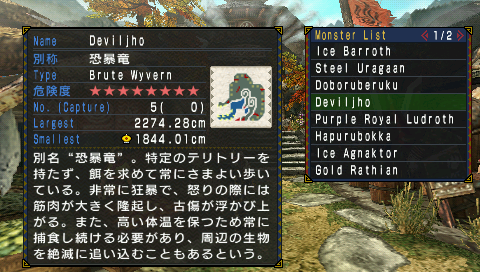 Name Deviljho
別称 恐暴竜
Type Brute Wyvern
危険度 ★★★★★★★★
No. (Capture) 5( 0)
Largest 2274.28cm
Smallest 1844.01cm
別名“恐暴竜”。特定のテリトリーを
持たず、餌を求めて常にさまよい歩い
ている。非常に狂暴で、怒りの際には
筋肉が大きく隆起し、古傷が浮かび上
がる。また、高い体温を保つため常に
捕食し続ける必要があり、周辺の生物
を絶滅に追い込むこともあるという。
Monster List 1/2
Ice Barroth
Steel Uragaan
Doboruberuku
Deviljho
Purple Royal Ludroth
Hapurubokka
Ice Agnaktor
Gold Rathian